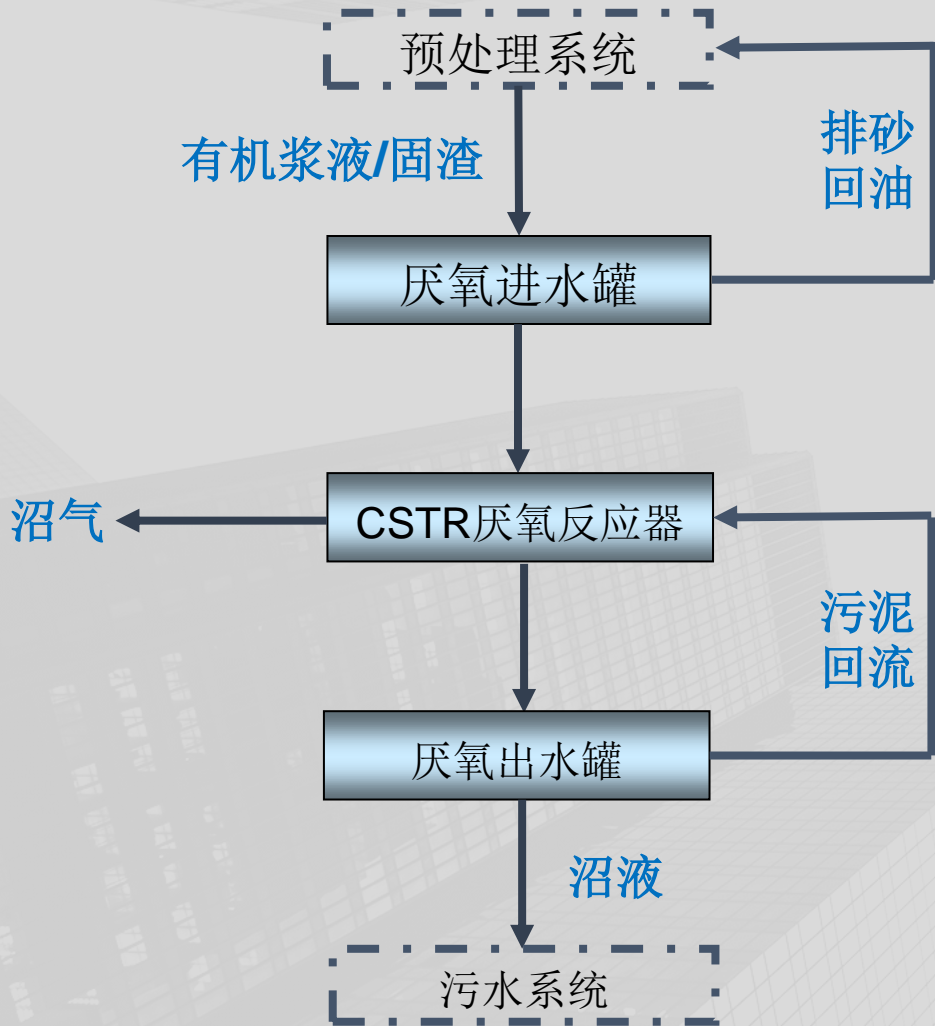 预处理系统
有机浆液/固渣
排砂
回油
厌氧进水罐
沼气
CSTR厌氧反应器
污泥
回流
厌氧出水罐
沼液
污水系统